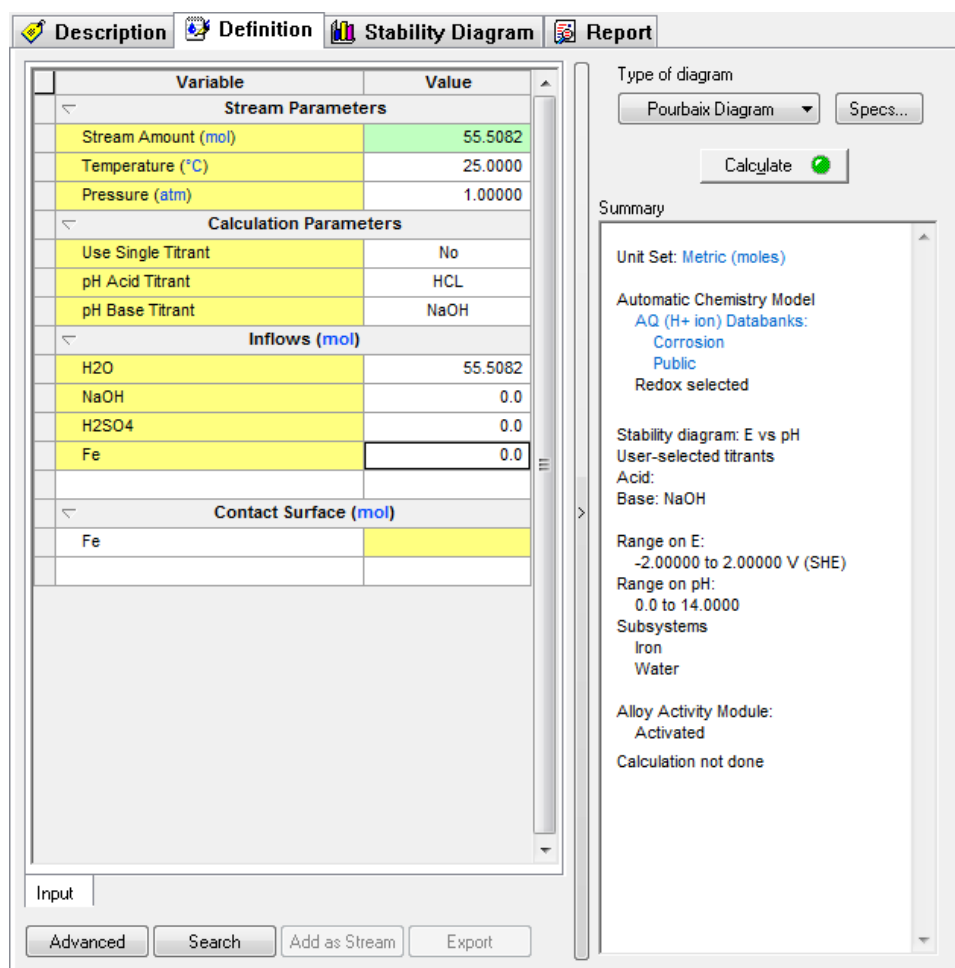 Description Definition Stability Diagram Report
Variable Value
Stream Parameters
Stream Amount (mol) 55.5082
Temperature (°C) 25.0000
Pressure (atm) 1.00000
Calculation Parameters
Use Single Titrant No
pH Acid Titrant HCL
pH Base Titrant NaOH
Inflows (mol)
H2O 55.5082
NaOH 0.0
H2SO4 0.0
Fe 0.0
Contact Surface (mol)
Fe
Input
Advanced Search Add as Stream Export
>
Type of diagram
Pourbaix Diagram Specs...
Calculate
Summary
Unit Set: Metric (moles)
Automatic Chemistry Model
AQ (H+ ion) Databanks:
Corrosion
Public
Redox selected
Stability diagram: E vs pH
User-selected titrants
Acid:
Base: NaOH
Range on E:
-2.00000 to 2.00000 V (SHE)
Range on pH:
0.0 to 14.0000
Subsystems
Iron
Water
Alloy Activity Module:
Activated
Calculation not done